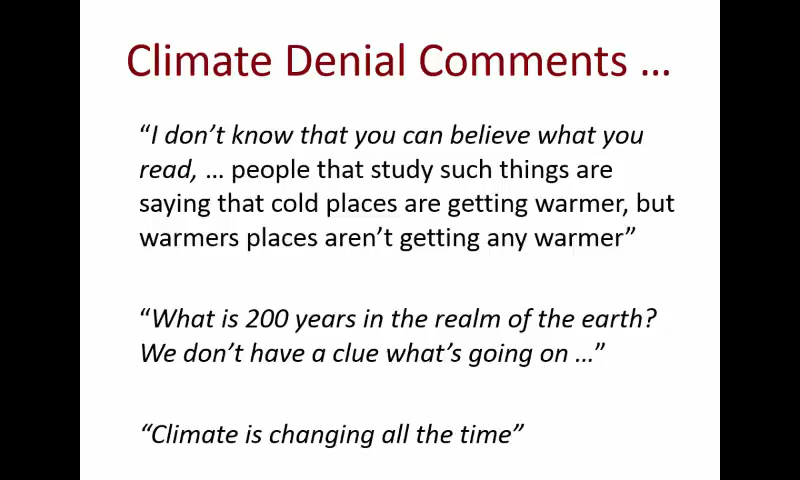 Climate Denial Comments ...
“I don’t know that you can believe what you
read, ... people that study such things are
saying that cold places are getting warmer, but
warmers places aren’t getting any warmer”
“What is 200 years in the realm of the earth?
We don’t have a clue what’s going on ...”
“Climate is changing all the time”